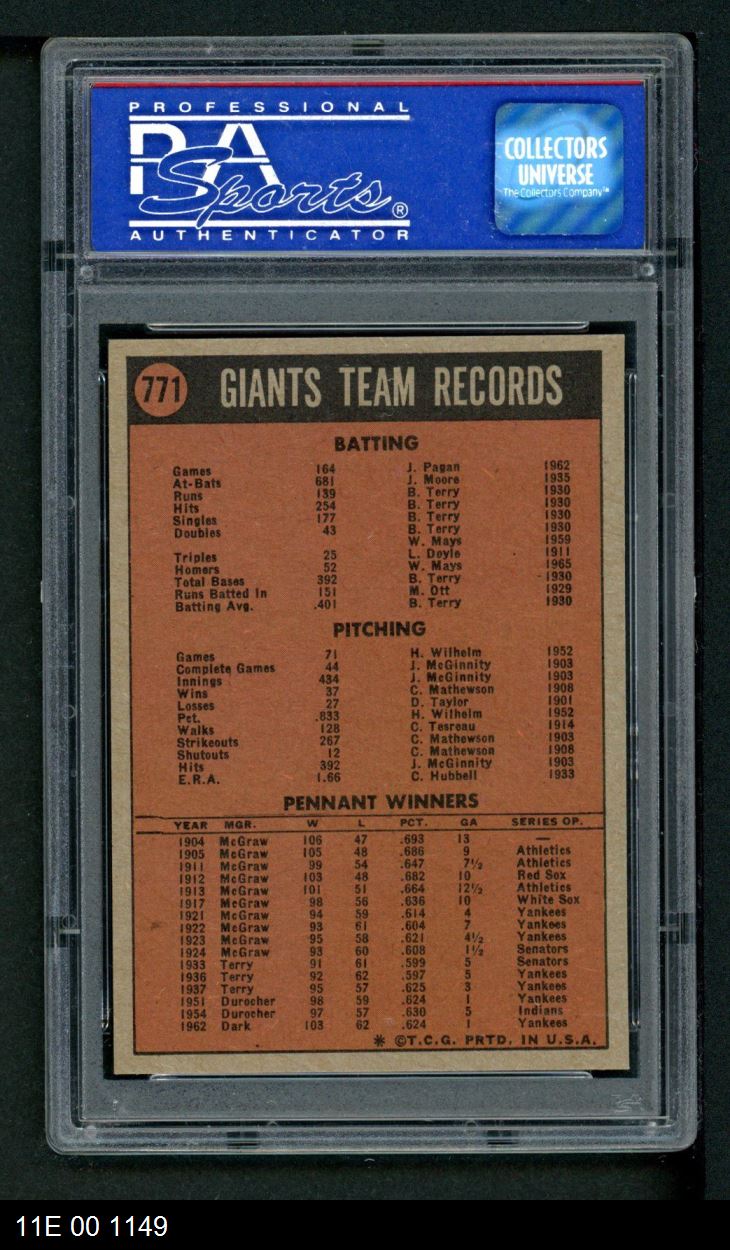 PROFESSIONAL
PSA
Sports®
AUTHENTICATOR
COLLECTORS
UNIVERSE
The Collectors Company℠
771 GIANTS TEAM RECORDS
BATTING
Games 164 J. Pagan 1962
At-Bats 681 J. Moore 1935
Runs 139 B. Terry 1930
Hits 254 B. Terry 1930
Singles 177 B. Terry 1930
Doubles 43 B. Terry 1930
W. Mays 1959
Triples 25 L. Doyle 1911
Homers 52 W. Mays 1965
Total Bases 392 B. Terry 1930
Runs Batted In 151 M. Ott 1929
Batting Avg. .401 B. Terry 1930
PITCHING
Games 71 H. Wilhelm 1952
Complete Games 44 J. McGinnity 1903
Innings 434 J. McGinnity 1903
Wins 37 C. Mathewson 1908
Losses 27 D. Taylor 1901
Pct. .833 H. Wilhelm 1952
Walks 128 C. Tesreau 1914
Strikeouts 267 C. Mathewson 1903
Shutouts 12 C. Mathewson 1908
Hits 392 J. McGinnity 1903
E.R.A. 1.66 C. Hubbell 1933
PENNANT WINNERS
YEAR MGR. W L PCT. GA SERIES OP.
1904 McGraw 106 47 .693 13 —
1905 McGraw 105 48 .686 9 Athletics
1911 McGraw 99 54 .647 7½ Athletics
1912 McGraw 103 48 .682 10 Red Sox
1913 McGraw 101 51 .664 12½ Athletics
1917 McGraw 98 56 .636 10 White Sox
1921 McGraw 94 59 .614 4 Yankees
1922 McGraw 93 61 .604 7 Yankees
1923 McGraw 95 58 .621 4½ Yankees
1924 McGraw 93 60 .608 1½ Senators
1933 Terry 91 61 .599 5 Senators
1936 Terry 92 62 .597 5 Yankees
1937 Terry 95 57 .625 3 Yankees
1951 Durocher 98 59 .624 1 Yankees
1954 Durocher 97 57 .630 5 Indians
1962 Dark 103 62 .624 1 Yankees
* ©T.C.G. PRTD. IN U.S.A.
11E 00 1149